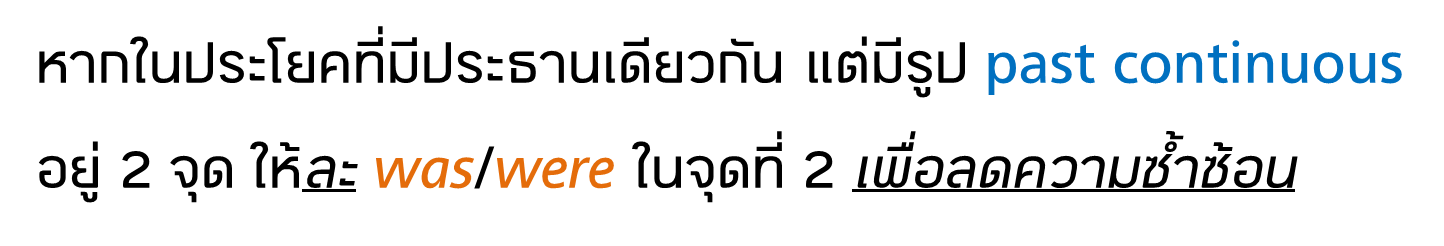 หากในประโยคที่มีประธานเดียวกัน แต่มีรูป past continuous
อยู่ 2 จุด ให้ละ was/were ในจุดที่ 2 เพื่อลดความซ้ำซ้อน